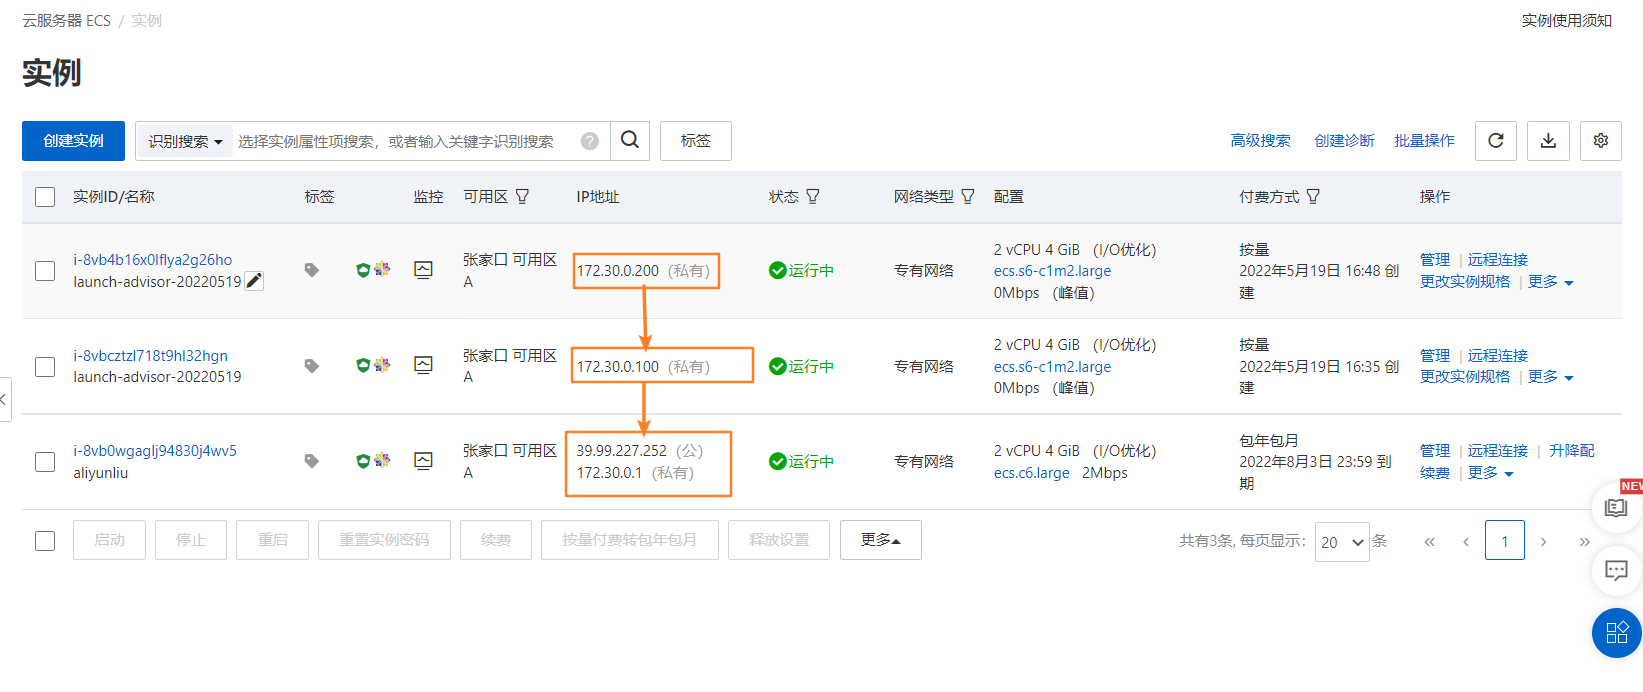 云服务器 ECS / 实例
实例使用须知
实例
创建实例
识别搜索
选择实例属性项搜索，或者输入关键字识别搜索
?
标签
高级搜索
创建诊断
批量操作
实例ID/名称 标签 监控 可用区 IP地址 状态 网络类型 配置 付费方式 操作
i-8vb4b16x0lflya2g26ho
launch-advisor-20220519
张家口 可用区
A
172.30.0.200 (私有)
运行中
专有网络
2 vCPU 4 GiB (I/O优化)
ecs.s6-c1m2.large
0Mbps (峰值)
按量
2022年5月19日 16:48 创
建
管理 | 远程连接
更改实例规格 | 更多
i-8vbcztzl718t9hl32hgn
launch-advisor-20220519
张家口 可用区
A
172.30.0.100 (私有)
运行中
专有网络
2 vCPU 4 GiB (I/O优化)
ecs.s6-c1m2.large
0Mbps (峰值)
按量
2022年5月19日 16:35 创
建
管理 | 远程连接
更改实例规格 | 更多
i-8vb0wgaglj94830j4wv5
aliyunliu
张家口 可用区
A
39.99.227.252 (公)
172.30.0.1 (私有)
运行中
专有网络
2 vCPU 4 GiB (I/O优化)
ecs.c6.large 2Mbps
包年包月
2022年8月3日 23:59 到
期
管理 | 远程连接 | 升降配
续费 | 更多
NEW
启动
停止
重启
重置实例密码
续费
按量付费转包年包月
释放设置
更多
共有3条, 每页显示: 20 条
« ‹ 1 › »